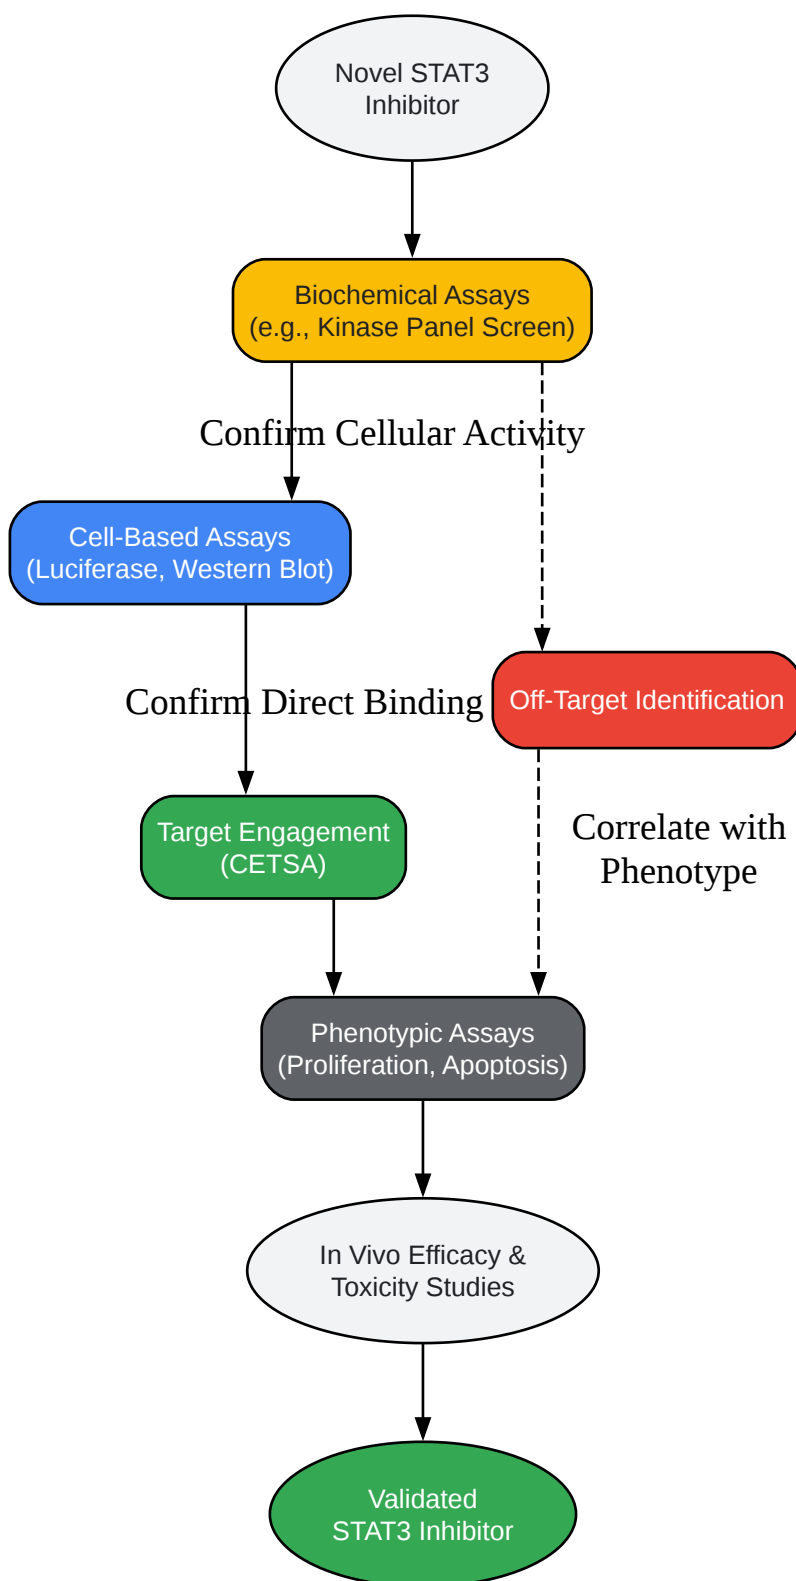 Novel STAT3
Inhibitor
Biochemical Assays
(e.g., Kinase Panel Screen)
Confirm Cellular Activity
Cell-Based Assays
(Luciferase, Western Blot)
Confirm Direct Binding
Off-Target Identification
Target Engagement
(CETSA)
Correlate with
Phenotype
Phenotypic Assays
(Proliferation, Apoptosis)
In Vivo Efficacy &
Toxicity Studies
Validated
STAT3 Inhibitor